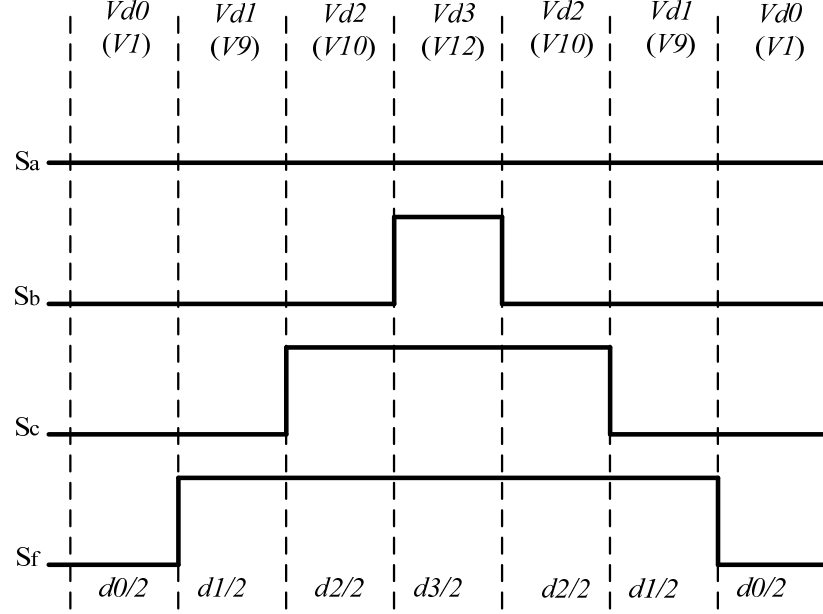 Vd0 Vd1 Vd2 Vd3 Vd2 Vd1 Vd0
(V1) (V9) (V10) (V12) (V10) (V9) (V1)
Sa
Sb
Sc
Sf
d0/2 d1/2 d2/2 d3/2 d2/2 d1/2 d0/2